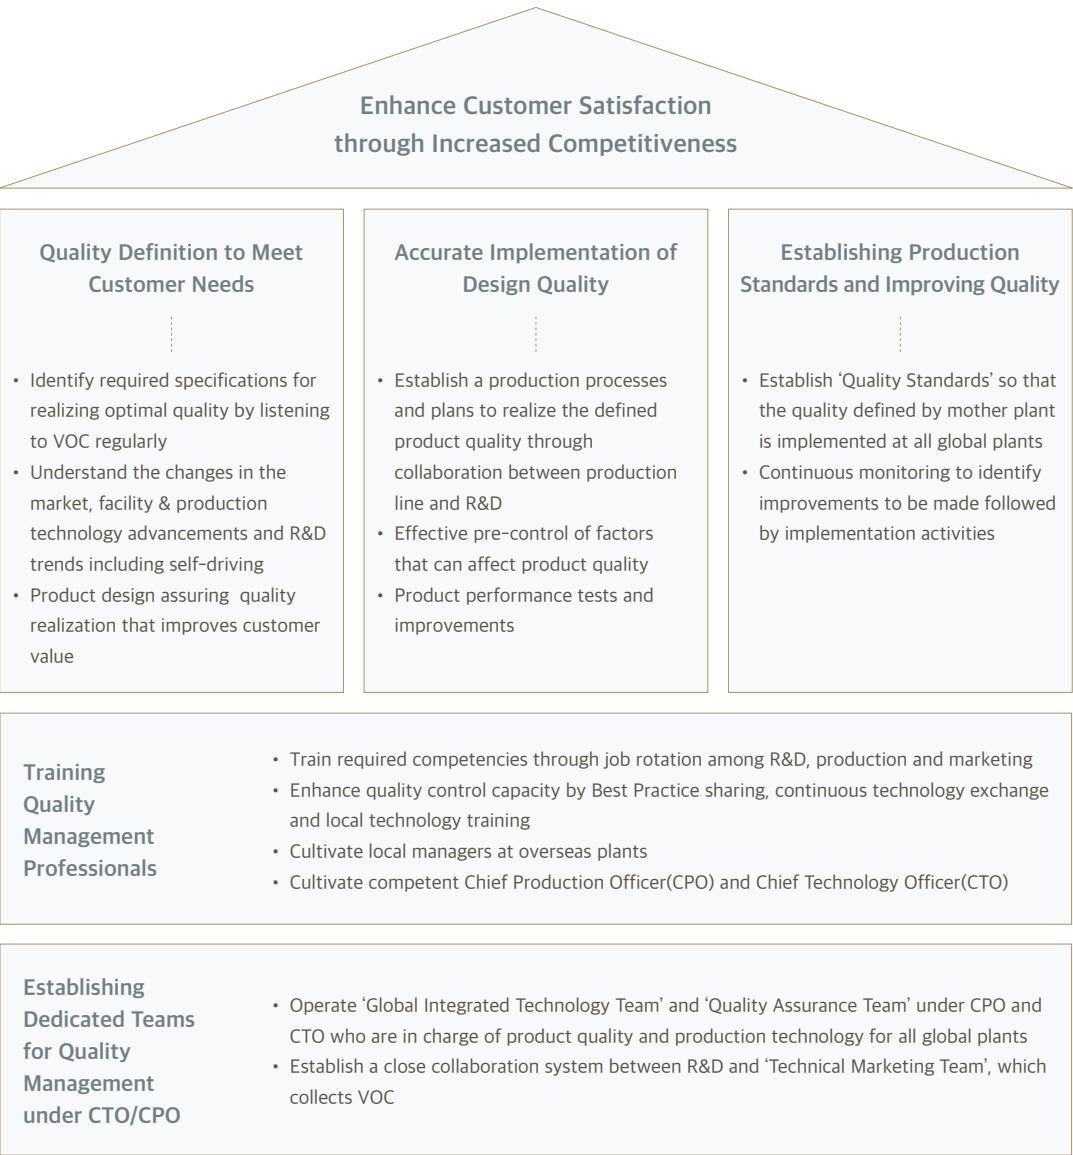 Enhance Customer Satisfaction
through Increased Competitiveness
Quality Definition to Meet
Customer Needs
• Identify required specifications for
realizing optimal quality by listening
to VOC regularly
• Understand the changes in the
market, facility & production
technology advancements and R&D
trends including self-driving
• Product design assuring  quality
realization that improves customer
value
Accurate Implementation of
Design Quality
• Establish a production processes
and plans to realize the defined
product quality through
collaboration between production
line and R&D
• Effective pre-control of factors
that can affect product quality
• Product performance tests and
improvements
Establishing Production
Standards and Improving Quality
• Establish ‘Quality Standards’ so that
the quality defined by mother plant
is implemented at all global plants
• Continuous monitoring to identify
improvements to be made followed
by implementation activities
Training
Quality
Management
Professionals
• Train required competencies through job rotation among R&D, production and marketing
• Enhance quality control capacity by Best Practice sharing, continuous technology exchange
and local technology training
• Cultivate local managers at overseas plants
• Cultivate competent Chief Production Officer(CPO) and Chief Technology Officer(CTO)
Establishing
Dedicated Teams
for Quality
Management
under CTO/CPO
• Operate ‘Global Integrated Technology Team’ and ‘Quality Assurance Team’ under CPO and
CTO who are in charge of product quality and production technology for all global plants
• Establish a close collaboration system between R&D and ‘Technical Marketing Team’, which
collects VOC